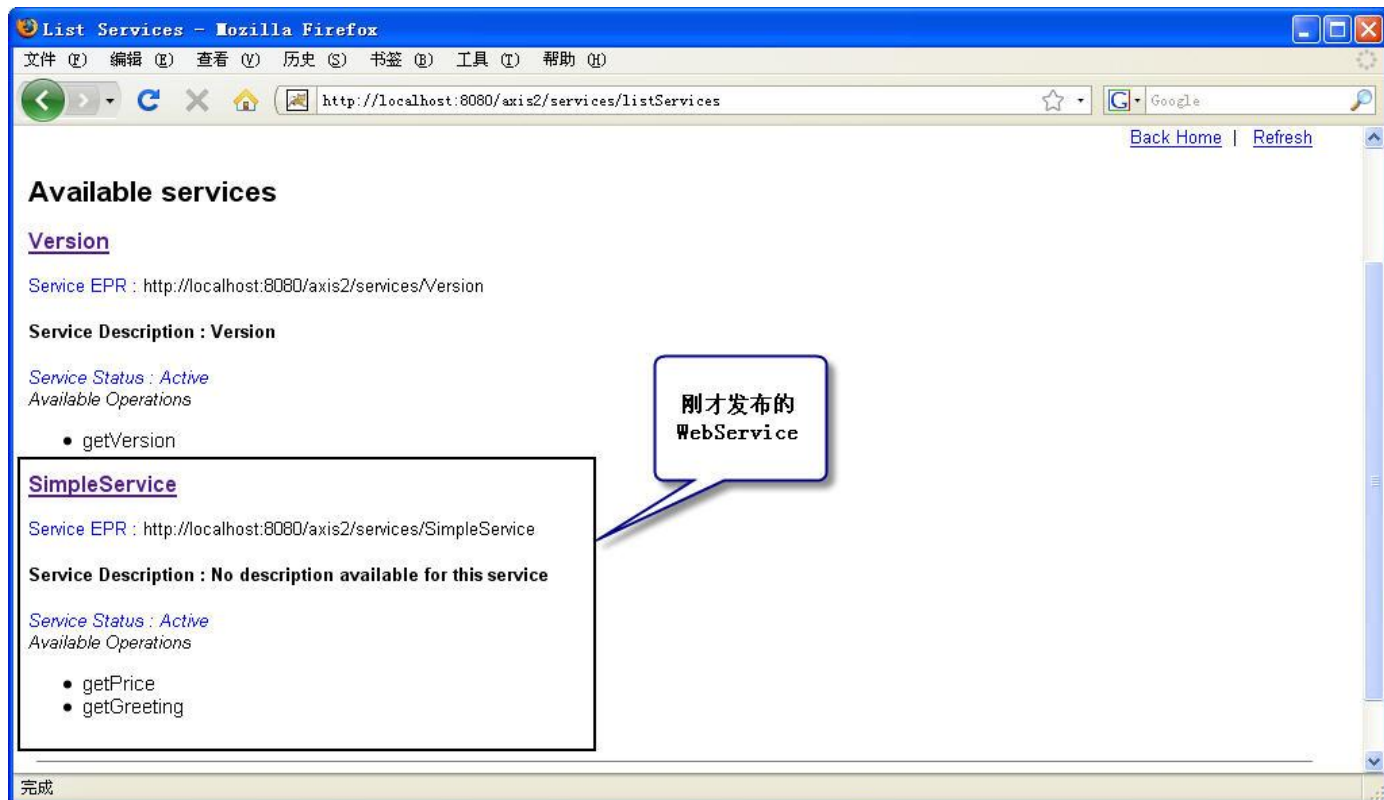 List Services - Mozilla Firefox
文件 (F) 编辑 (E) 查看 (V) 历史 (S) 书签 (B) 工具 (T) 帮助 (H)
http://localhost:8080/axis2/services/listServices
G Google
Back Home | Refresh
Available services
Version
Service EPR : http://localhost:8080/axis2/services/Version
Service Description : Version
Service Status : Active
Available Operations
• getVersion
刚才发布的
WebService
SimpleService
Service EPR : http://localhost:8080/axis2/services/SimpleService
Service Description : No description available for this service
Service Status : Active
Available Operations
• getPrice
• getGreeting
完成